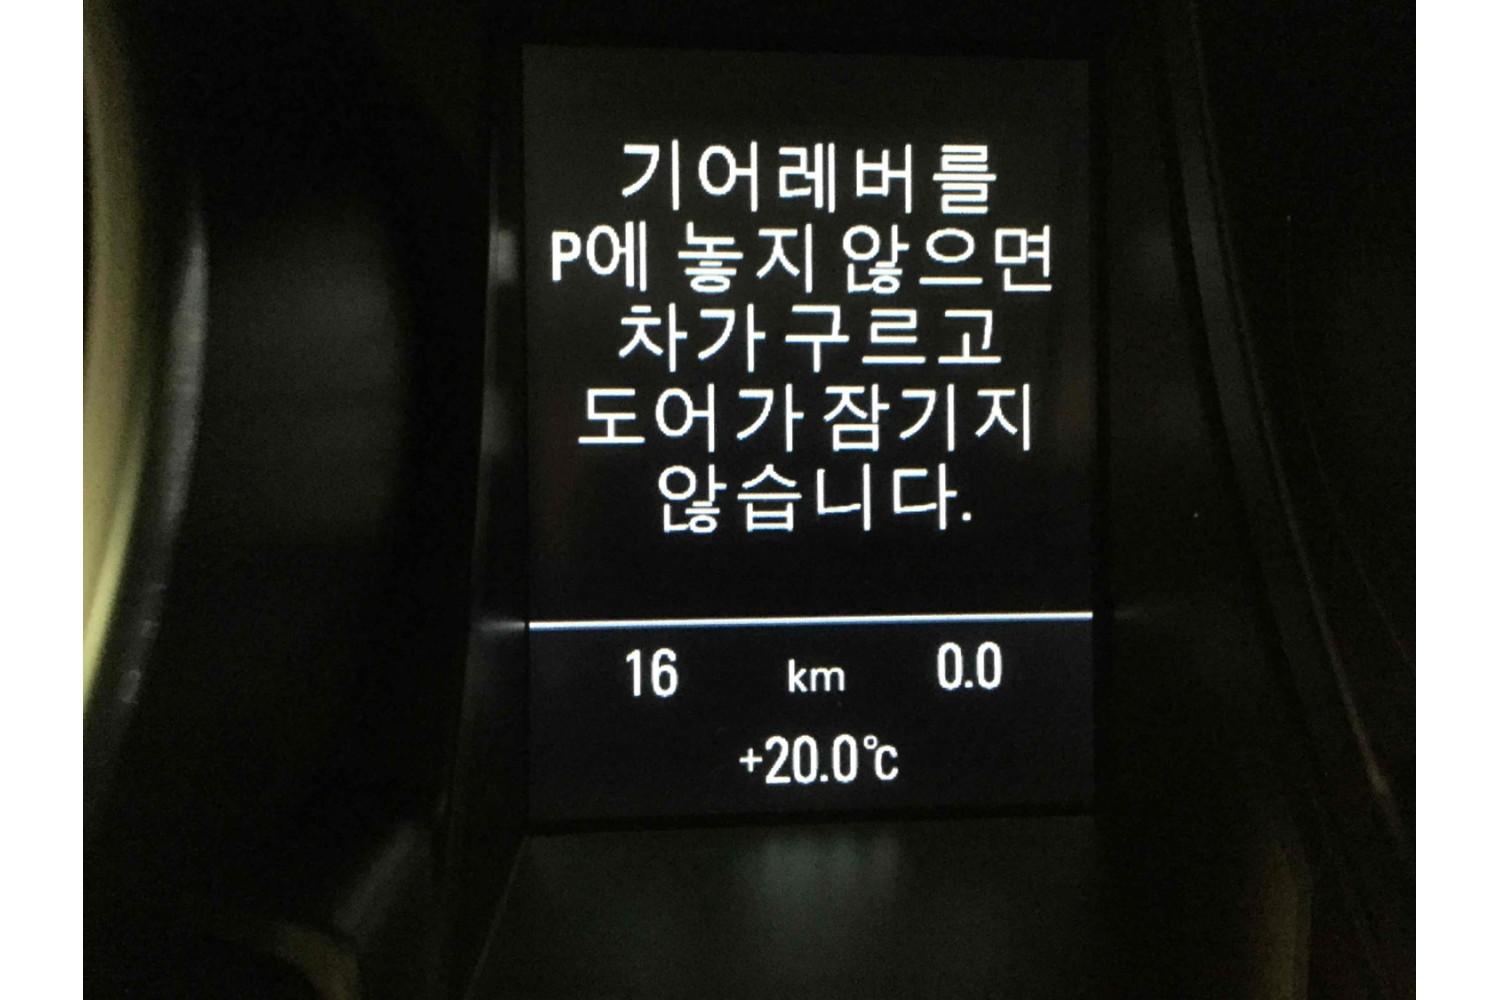 기어레버를
P에 놓지 않으면
차가 구르고
도어가 잠기지
않습니다.
16 km 0.0
+20.0℃